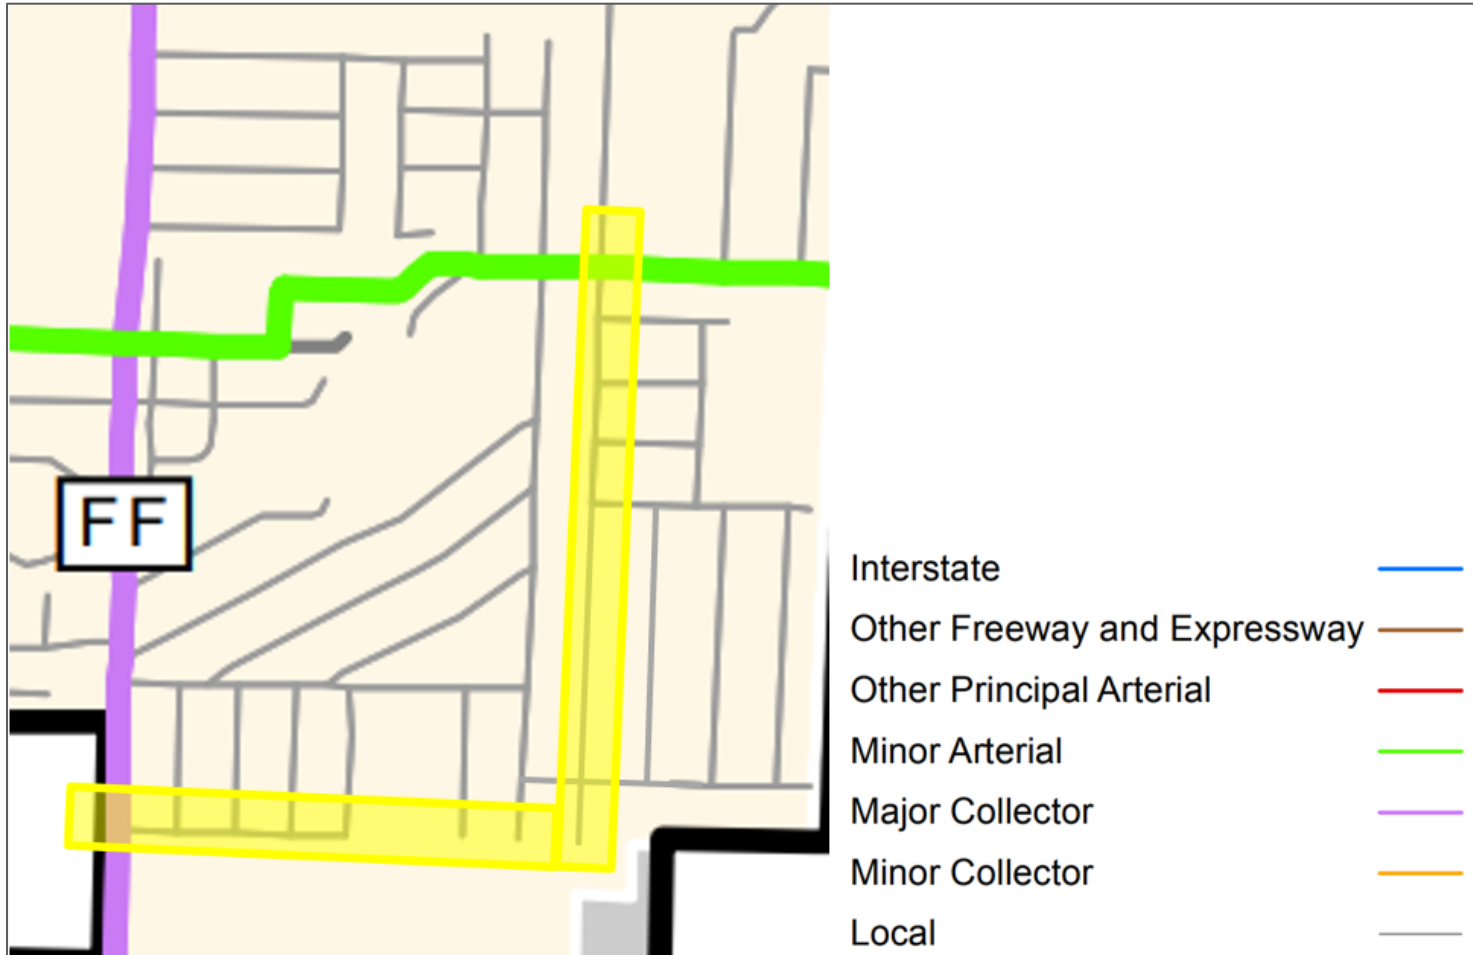 FF
Interstate
Other Freeway and Expressway
Other Principal Arterial
Minor Arterial
Major Collector
Minor Collector
Local